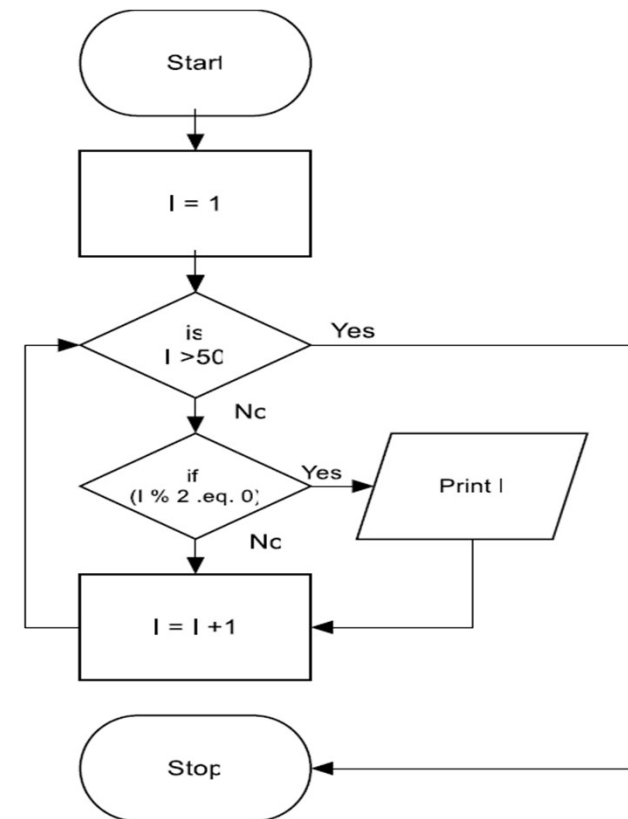 Start
I = 1
is
I >50
Yes
No
if
(I % 2 .eq. 0)
Yes
Print I
No
I = I +1
Stop